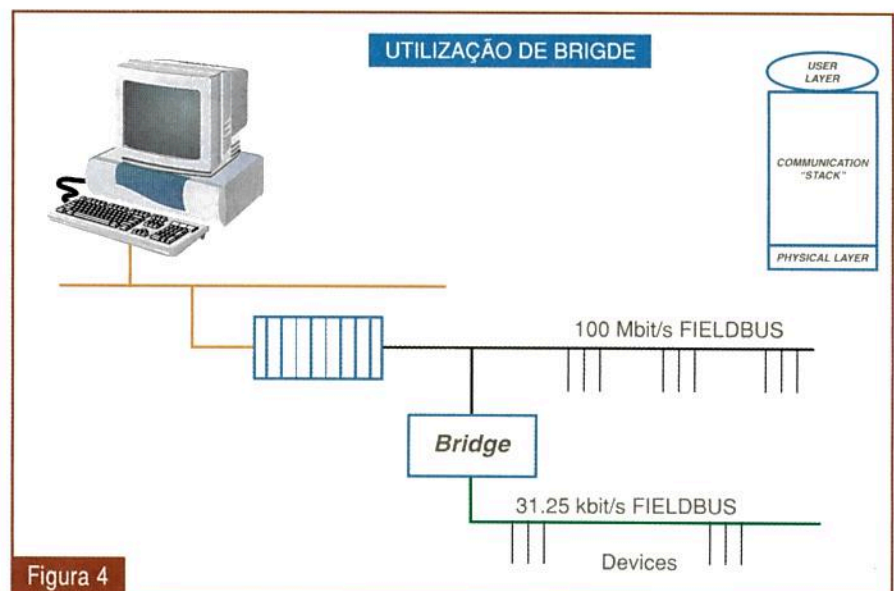 UTILIZAÇÃO DE BRIGDE
USER
LAYER
COMMUNICATION
"STACK"
PHYSICAL LAYER
100 Mbit/s FIELDBUS
Bridge
31.25 kbit/s FIELDBUS
Devices
Figura 4